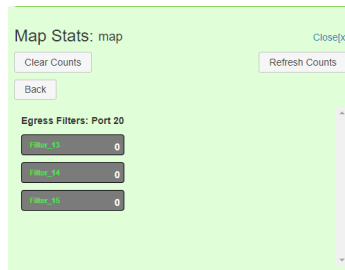 Map Stats: map
Close[x
Clear Counts
Refresh Counts
Back
Egress Filters: Port 20
Filter_13 0
Filter_14 0
Filter_15 0